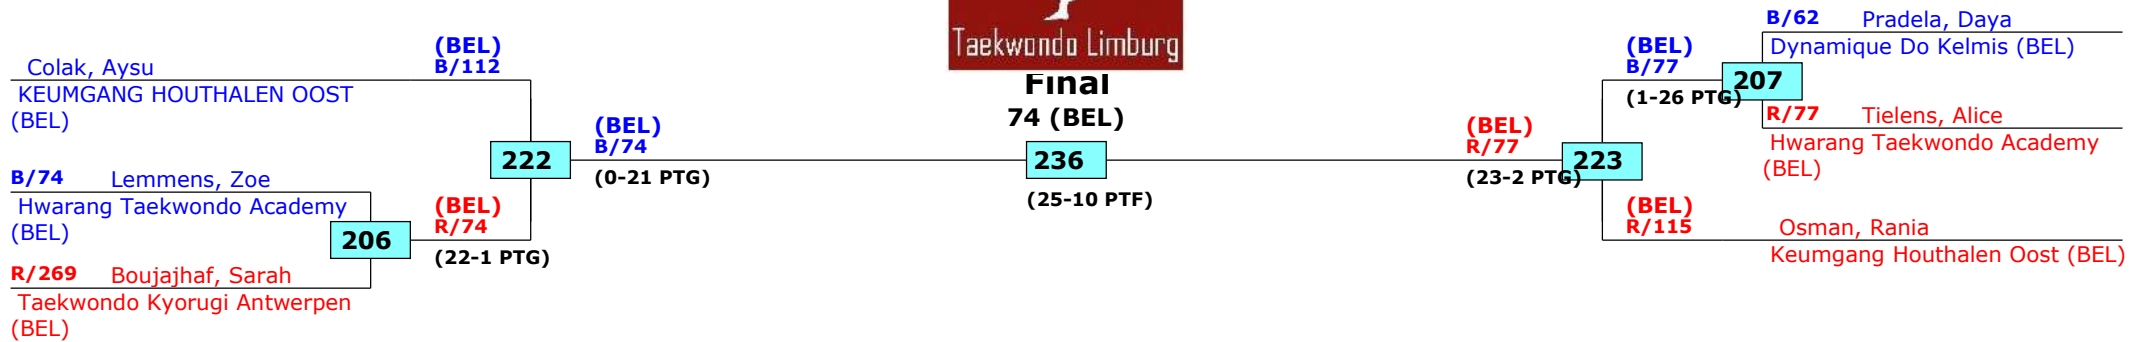 Taekwondo Limburg
Final
74 (BEL)
236
(25-10 PTF)
(BEL)
B/112
Colak, Aysu
KEUMGANG HOUTHALEN OOST
(BEL)
222
(BEL)
B/74
(0-21 PTG)
B/74 Lemmens, Zoe
Hwarang Taekwondo Academy
(BEL)
206
(BEL)
R/74
(22-1 PTG)
R/269 Boujajhaf, Sarah
Taekwondo Kyorugi Antwerpen
(BEL)
B/62 Pradela, Daya
Dynamique Do Kelmis (BEL)
(BEL)
B/77
207
(1-26 PTG)
R/77 Tielens, Alice
Hwarang Taekwondo Academy
(BEL)
(BEL)
R/77
223
(23-2 PTG)
(BEL)
R/115
Osman, Rania
Keumgang Houthalen Oost (BEL)